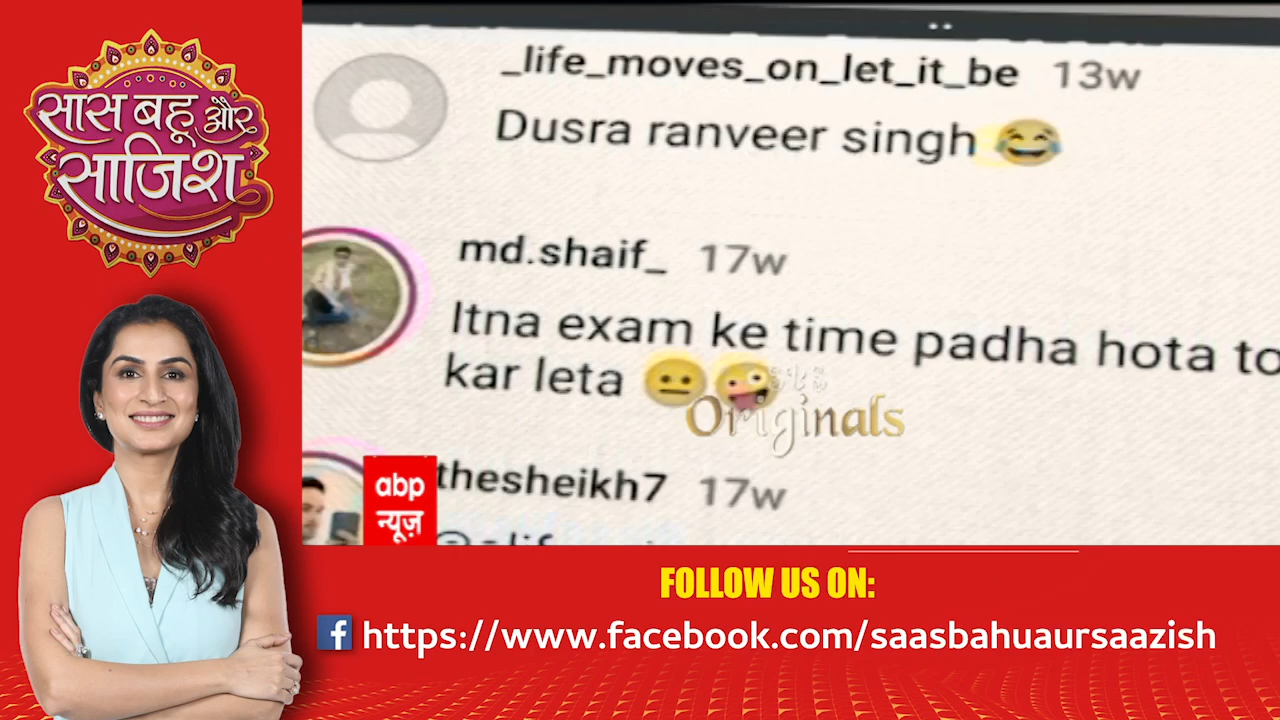 सास बहू और
साजिश
_life_moves_on_let_it_be 13w
Dusra ranveer singh 😂
md.shaif_ 17w
Itna exam ke time padha hota to
kar leta 😐 🤪
SBS
Originals
thesheikh7 17w
abp
न्यूज़
FOLLOW US ON:
f https://www.facebook.com/saasbahuaursaazish